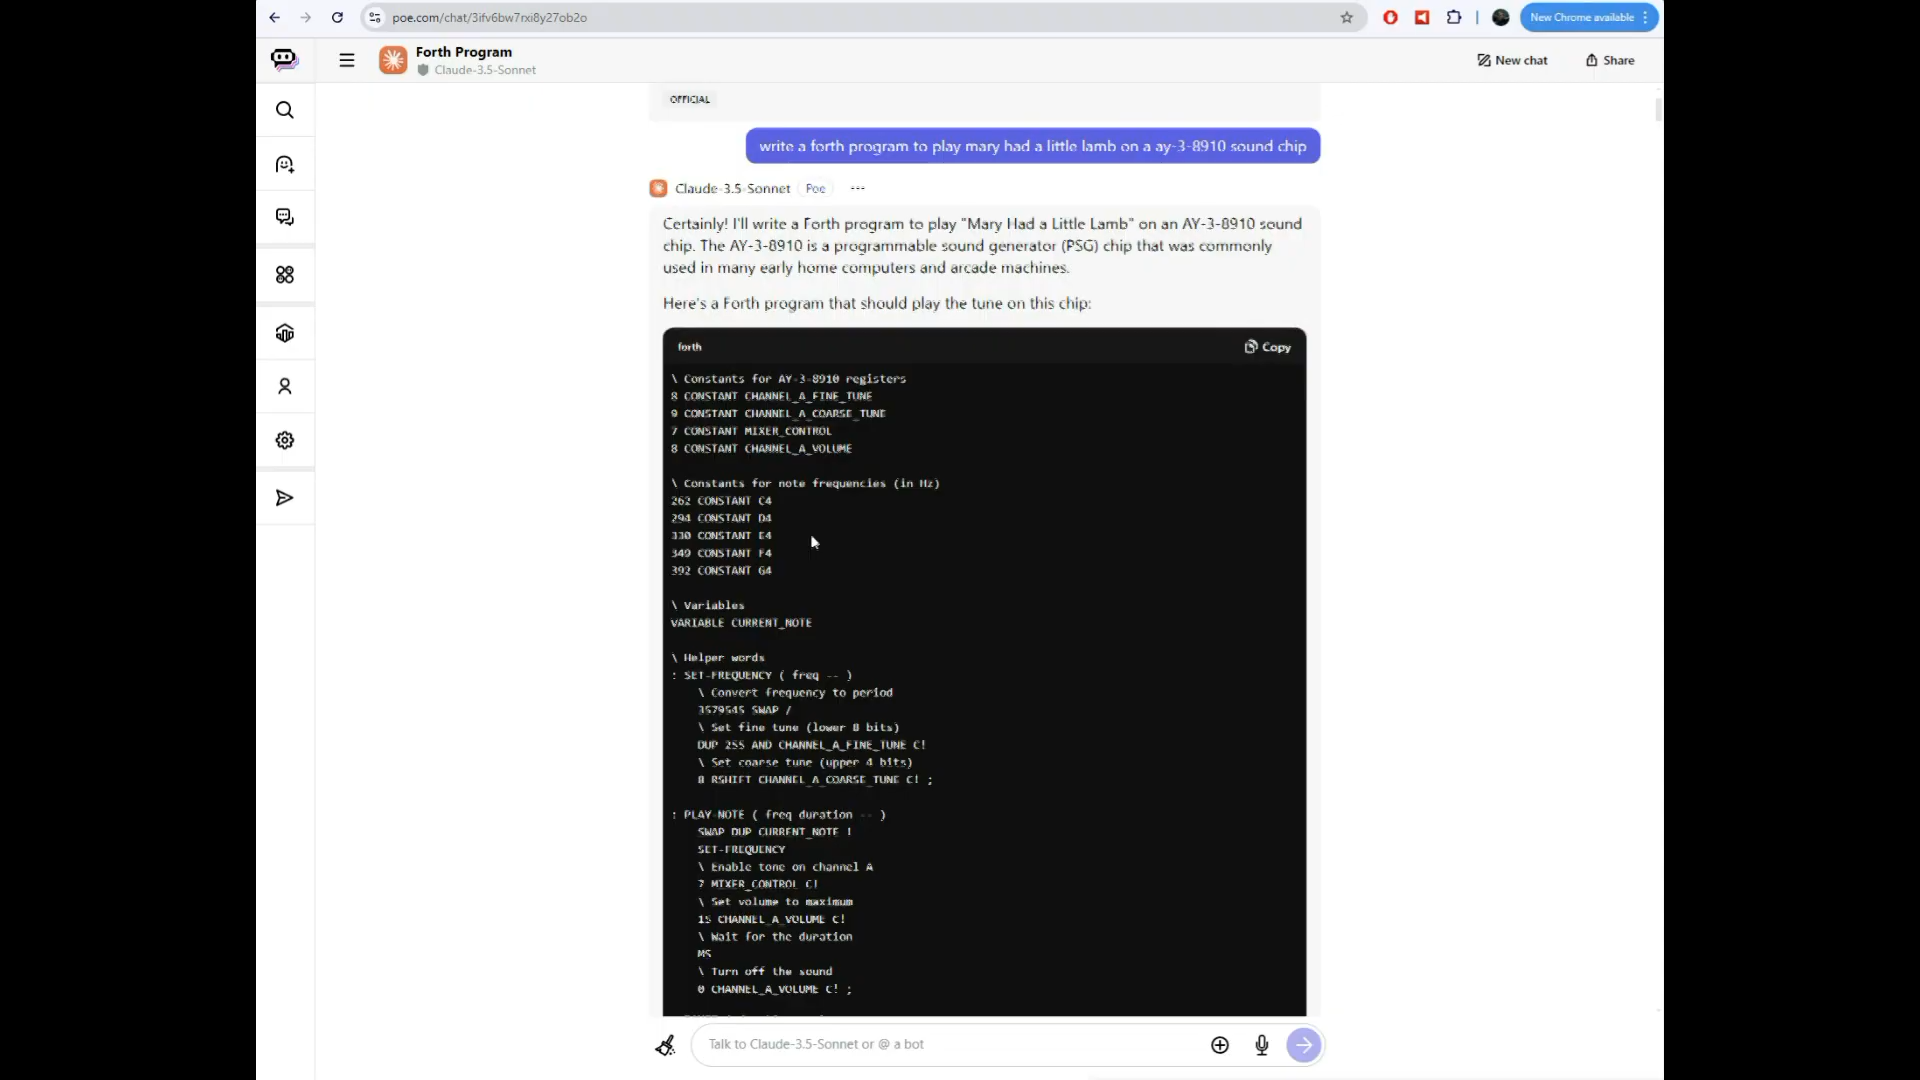 poe.com/chat/3ifv6bw7rxi8y27ob2o
New Chrome available
Forth Program
Claude-3.5-Sonnet
New chat
Share
OFFICIAL
write a forth program to play mary had a little lamb on a ay-3-8910 sound chip
Claude-3.5-Sonnet Poe
Certainly! I'll write a Forth program to play "Mary Had a Little Lamb" on an AY-3-8910 sound
chip. The AY-3-8910 is a programmable sound generator (PSG) chip that was commonly
used in many early home computers and arcade machines.
Here's a Forth program that should play the tune on this chip:
forth
Copy
\ Constants for AY-3-8910 registers
8 CONSTANT CHANNEL_A_FINE_TUNE
9 CONSTANT CHANNEL_A_COARSE_TUNE
7 CONSTANT MIXER_CONTROL
8 CONSTANT CHANNEL_A_VOLUME
\ Constants for note frequencies (in Hz)
262 CONSTANT C4
294 CONSTANT D4
330 CONSTANT E4
349 CONSTANT F4
392 CONSTANT G4
\ Variables
VARIABLE CURRENT_NOTE
\ Helper words
: SET-FREQUENCY ( freq -- )
\ Convert frequency to period
3579545 SWAP /
\ Set fine tune (lower 8 bits)
DUP 255 AND CHANNEL_A_FINE_TUNE C!
\ Set coarse tune (upper 4 bits)
8 RSHIFT CHANNEL_A_COARSE_TUNE C! ;
: PLAY-NOTE ( freq duration -- )
SWAP DUP CURRENT_NOTE !
SET-FREQUENCY
\ Enable tone on channel A
7 MIXER_CONTROL C!
\ Set volume to maximum
15 CHANNEL_A_VOLUME C!
\ Wait for the duration
MS
\ Turn off the sound
0 CHANNEL_A_VOLUME C! ;
Talk to Claude-3.5-Sonnet or @ a bot